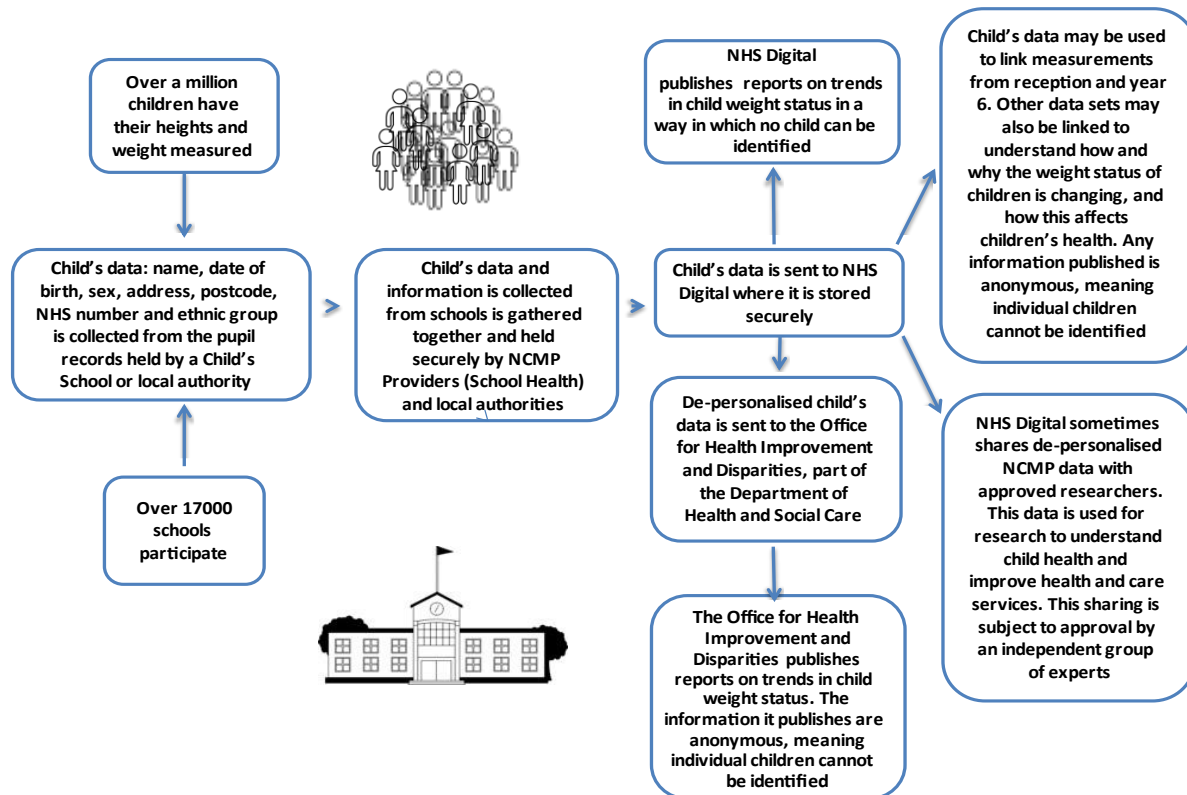 Over a million
children have
their heights and
weight measured
Child's data: name, date of
birth, sex, address, postcode,
NHS number and ethnic group
is collected from the pupil
records held by a Child's
School or local authority
Over 17000
schools
participate
Child's data and
information is collected
from schools is gathered
together and held
securely by NCMP
Providers (School Health)
and local authorities
NHS Digital
publishes reports on trends
in child weight status in a
way in which no child can be
identified
Child's data is sent to NHS
Digital where it is stored
securely
De-personalised child's
data is sent to the Office
for Health Improvement
and Disparities, part of
the Department of
Health and Social Care
The Office for Health
Improvement and
Disparities publishes
reports on trends in child
weight status. The
information it publishes are
anonymous, meaning
individual children cannot
be identified
Child's data may be used
to link measurements
from reception and year
6. Other data sets may
also be linked to
understand how and
why the weight status of
children is changing, and
how this affects
children's health. Any
information published is
anonymous, meaning
individual children
cannot be identified
NHS Digital sometimes
shares de-personalised
NCMP data with
approved researchers.
This data is used for
research to understand
child health and
improve health and care
services. This sharing is
subject to approval by
an independent group
of experts